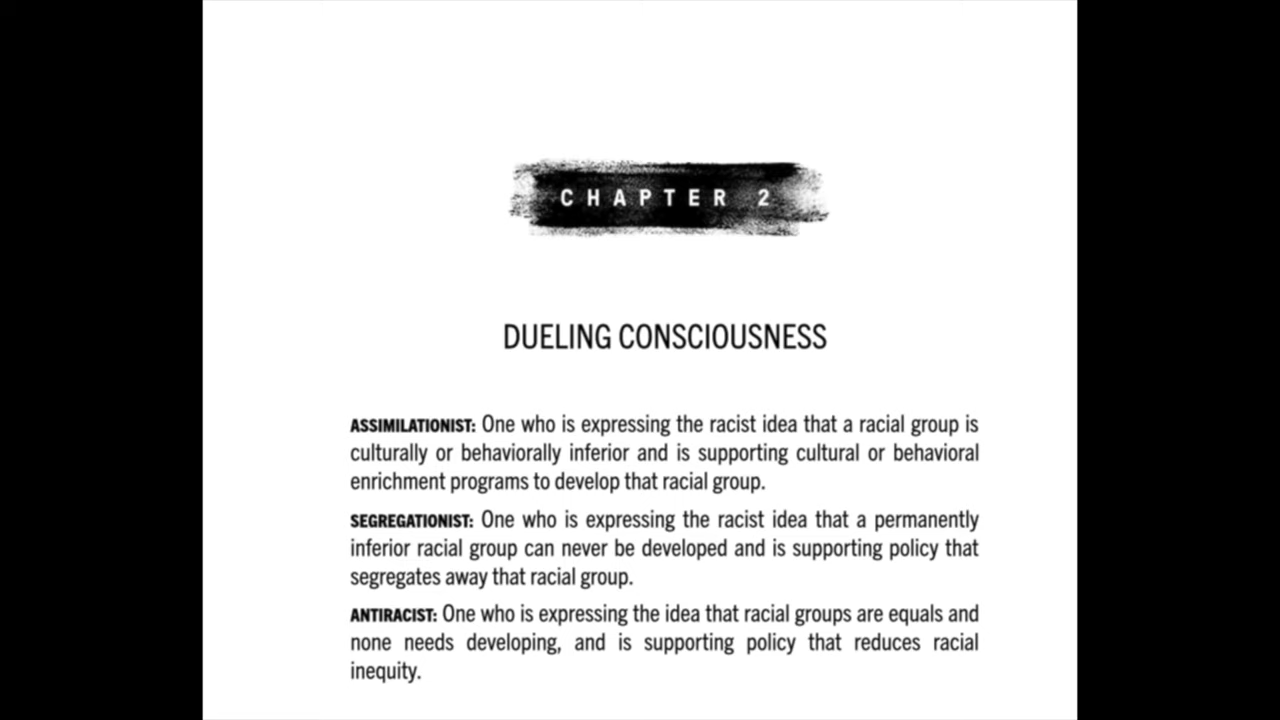 CHAPTER 2
DUELING CONSCIOUSNESS
ASSIMILATIONIST: One who is expressing the racist idea that a racial group is
culturally or behaviorally inferior and is supporting cultural or behavioral
enrichment programs to develop that racial group.
SEGREGATIONIST: One who is expressing the racist idea that a permanently
inferior racial group can never be developed and is supporting policy that
segregates away that racial group.
ANTIRACIST: One who is expressing the idea that racial groups are equals and
none needs developing, and is supporting policy that reduces racial
inequity.